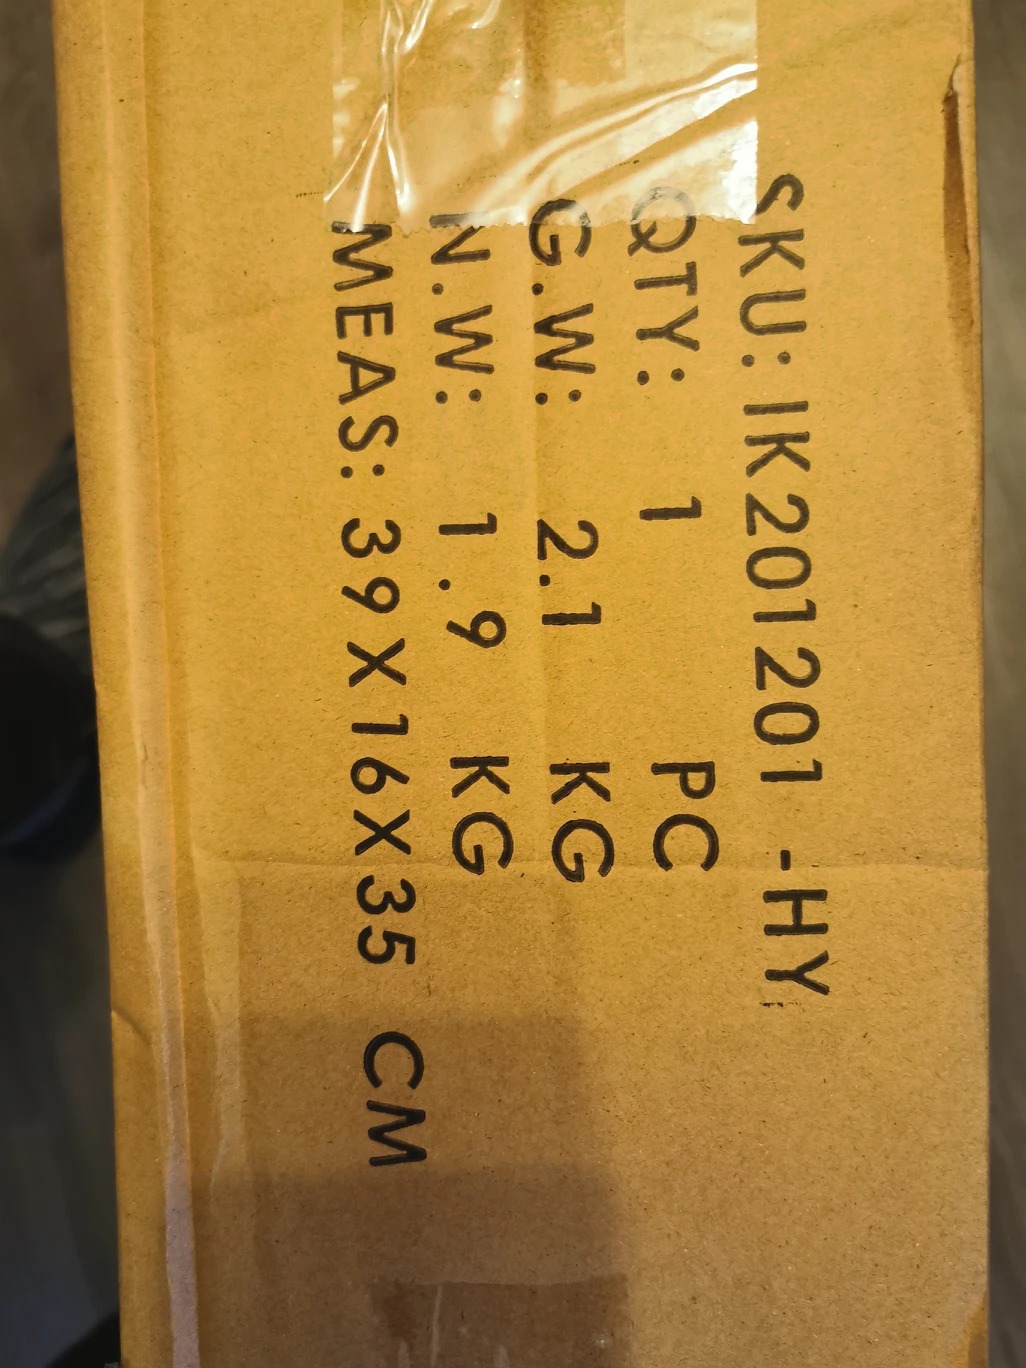 SKU: IK201201 -HY
QTY: 1 PC
G.W: 2.1 KG
N.W: 1.9 KG
MEAS: 39X16X35 CM